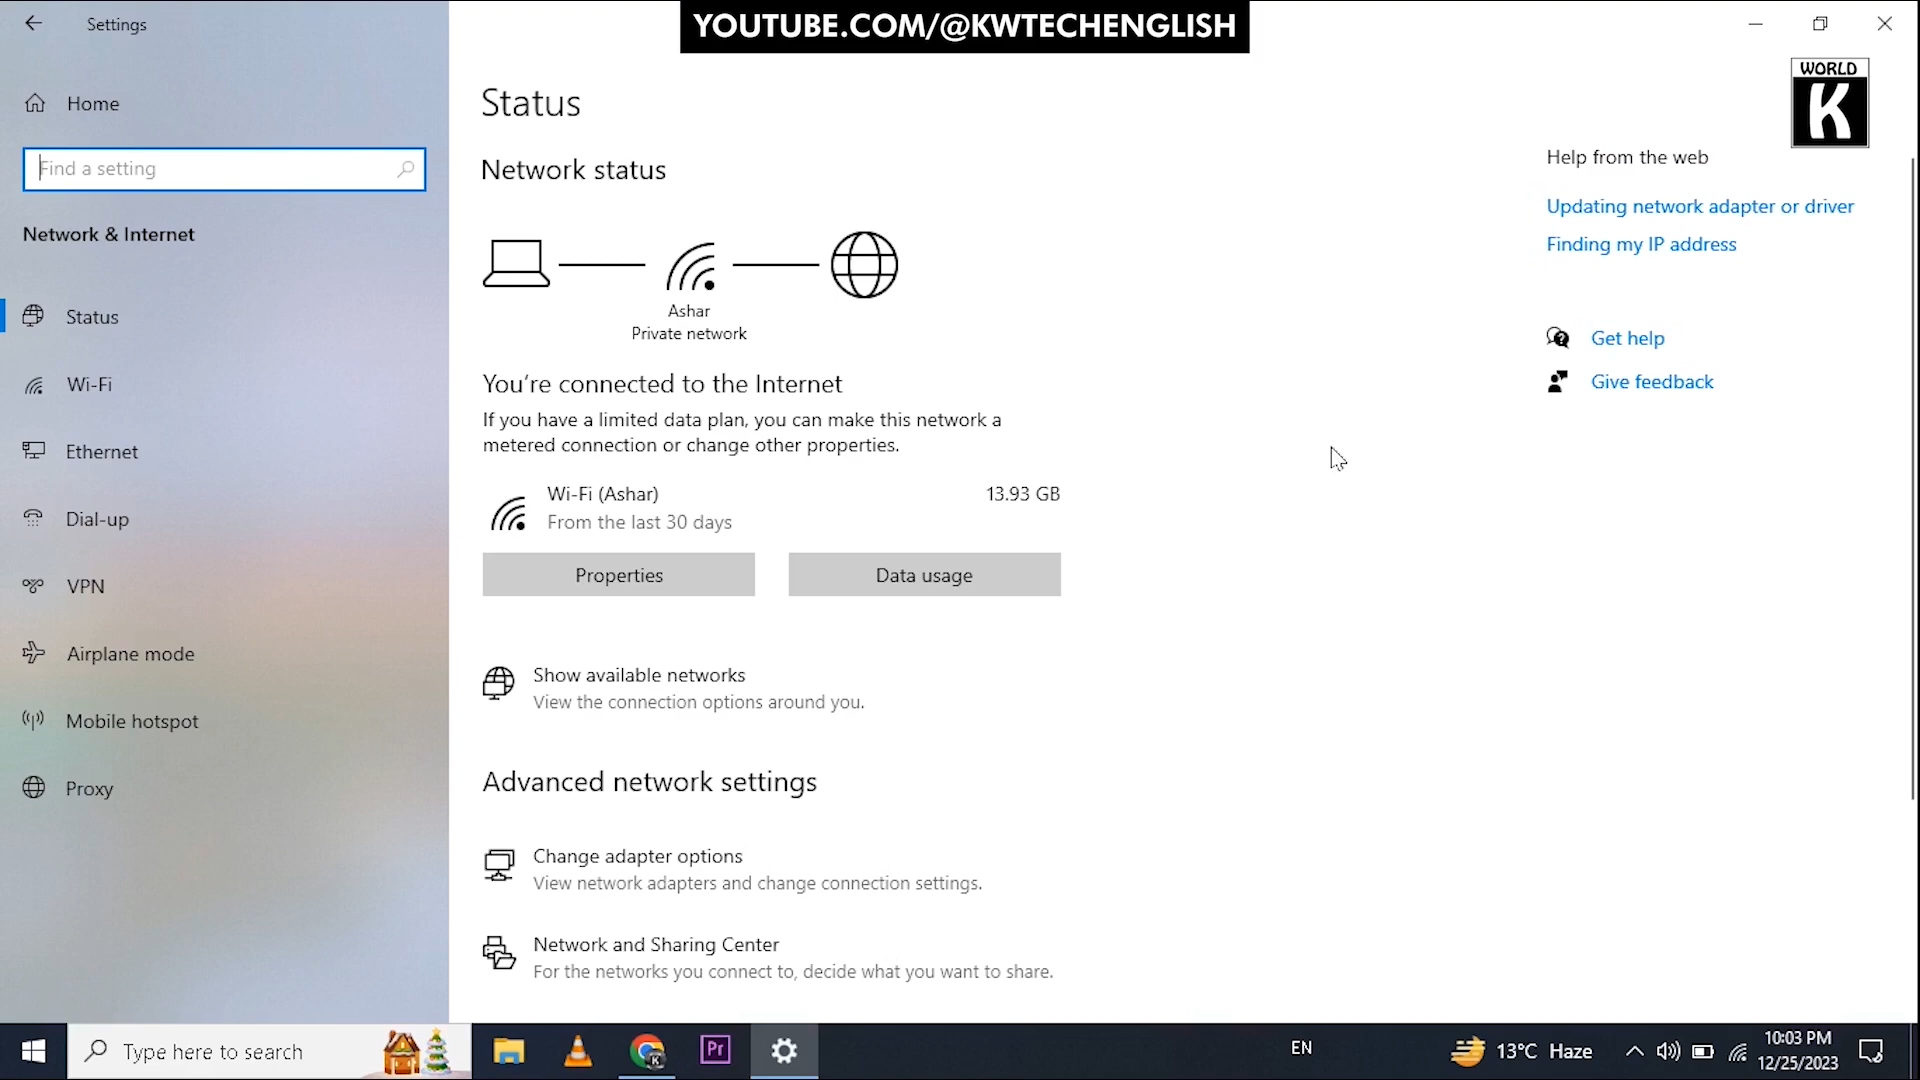 YOUTUBE.COM/@KWTECHENGLISH
Settings
WORLD
K
Home
Find a setting
Network & Internet
Status
Wi-Fi
Ethernet
Dial-up
VPN
Airplane mode
Mobile hotspot
Proxy
Status
Network status
Ashar
Private network
You're connected to the Internet
If you have a limited data plan, you can make this network a
metered connection or change other properties.
Wi-Fi (Ashar)
13.93 GB
From the last 30 days
Properties
Data usage
Show available networks
View the connection options around you.
Advanced network settings
Change adapter options
View network adapters and change connection settings.
Network and Sharing Center
For the networks you connect to, decide what you want to share.
Help from the web
Updating network adapter or driver
Finding my IP address
Get help
Give feedback
Type here to search
K
Pr
EN
13°C Haze
10:03 PM
12/25/2023